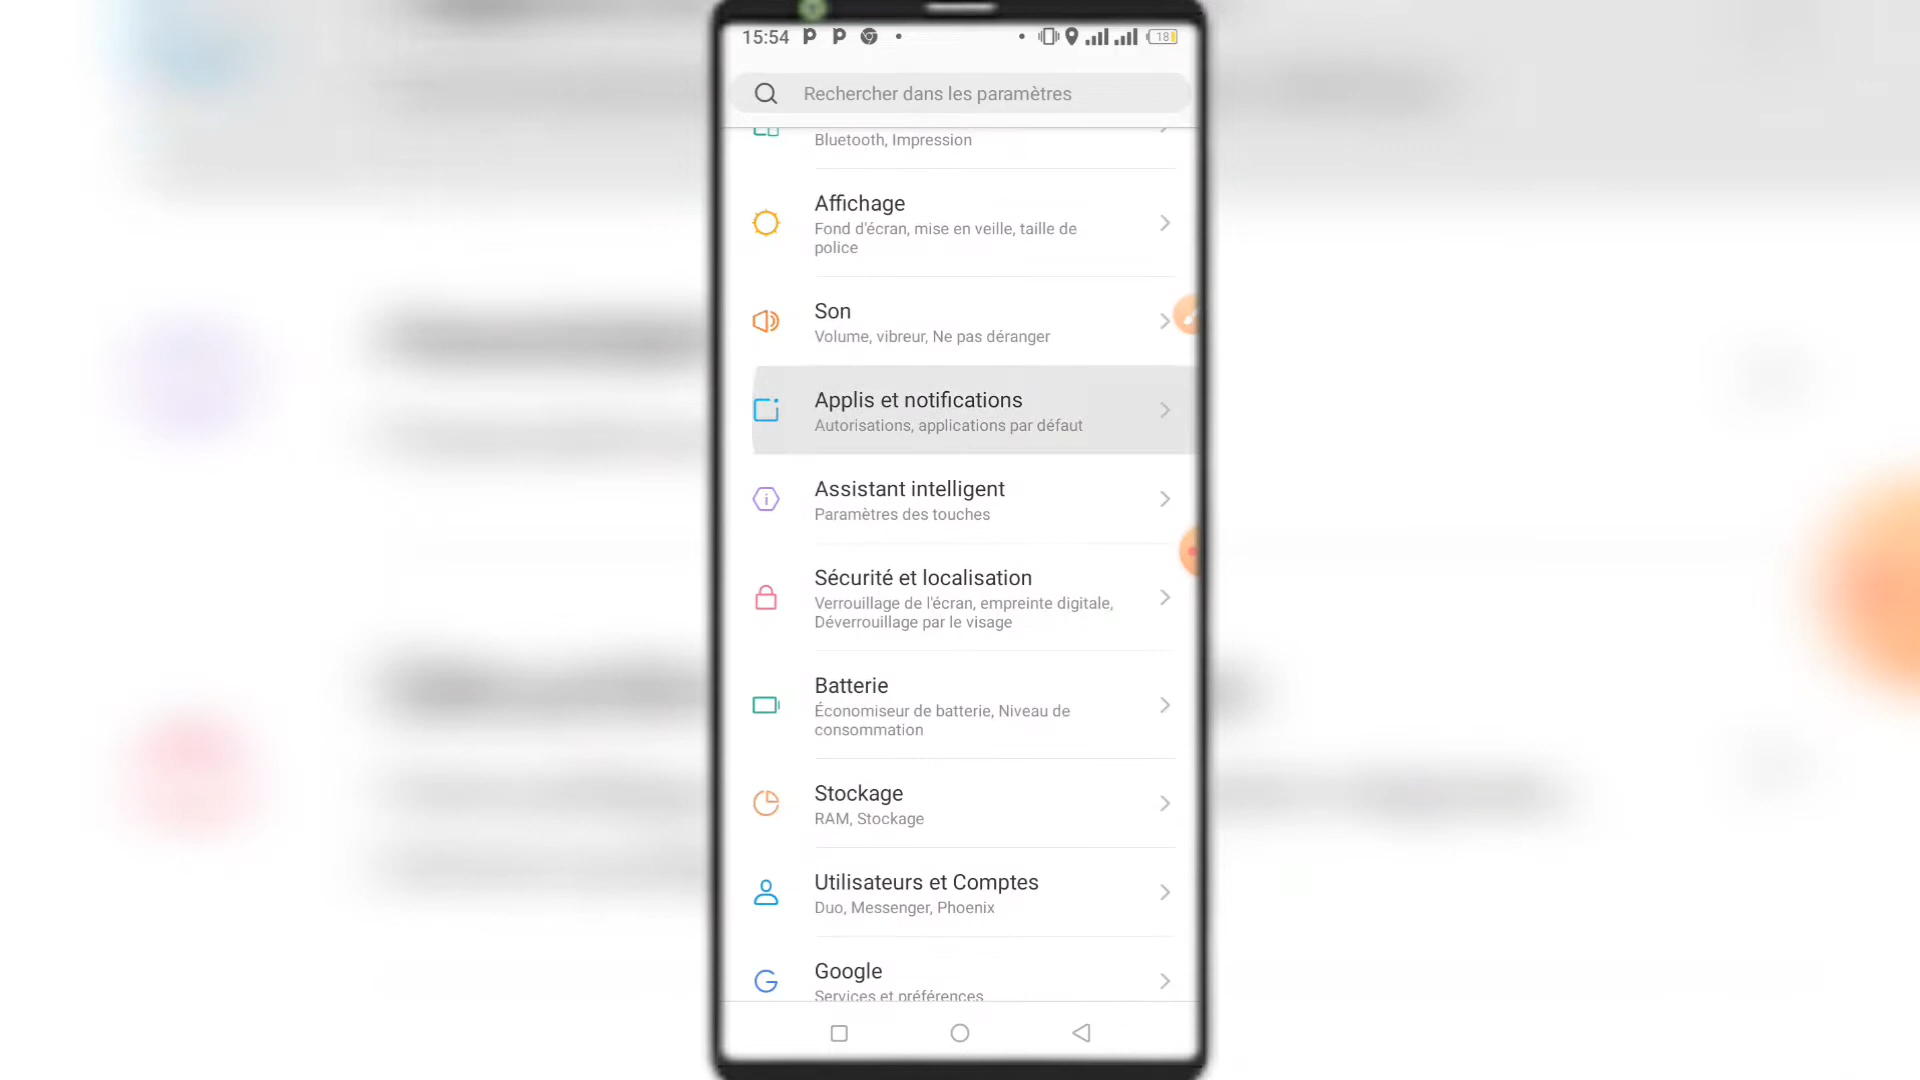 15:54
18
Rechercher dans les paramètres
Bluetooth, Impression
Affichage
Fond d'écran, mise en veille, taille de
police
Son
Volume, vibreur, Ne pas déranger
Applis et notifications
Autorisations, applications par défaut
Assistant intelligent
Paramètres des touches
Sécurité et localisation
Verrouillage de l'écran, empreinte digitale,
Déverrouillage par le visage
Batterie
Économiseur de batterie, Niveau de
consommation
Stockage
RAM, Stockage
Utilisateurs et Comptes
Duo, Messenger, Phoenix
Google
Services et préférences